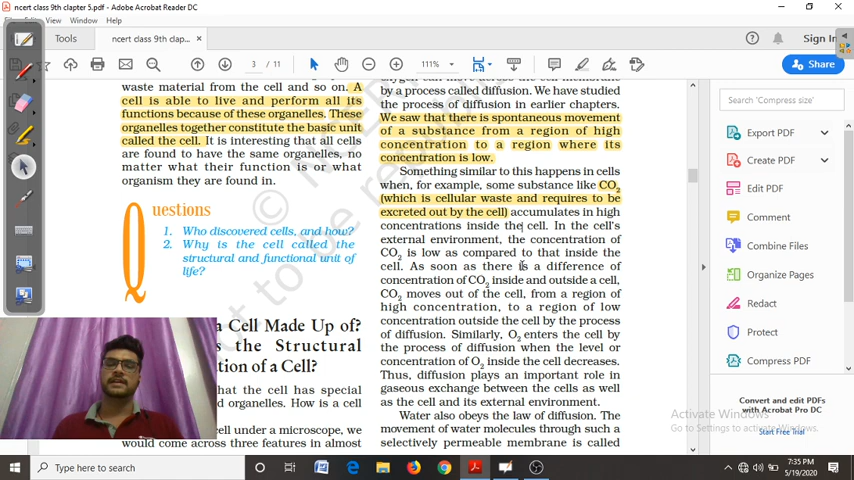 ncert class 9th chapter 5.pdf - Adobe Acrobat Reader DC
View Window Help
Tools
ncert class 9th chap... ×
Sign In
3 / 11
111%
Share
waste material from the cell and so on. A
cell is able to live and perform all its
functions because of these organelles. These
organelles together constitute the basic unit
called the cell. It is interesting that all cells
are found to have the same organelles, no
matter what their function is or what
organism they are found in.
Questions
1. Who discovered cells, and how?
2. Why is the cell called the
structural and functional unit of
life?
a Cell Made Up of?
s the Structural
ation of a Cell?
hat the cell has special
d organelles. How is a cell
cell under a microscope, we
would come across three features in almost
oxygen can move across the cell membrane
by a process called diffusion. We have studied
the process of diffusion in earlier chapters.
We saw that there is spontaneous movement
of a substance from a region of high
concentration to a region where its
concentration is low.
Something similar to this happens in cells
when, for example, some substance like CO2
(which is cellular waste and requires to be
excreted out by the cell) accumulates in high
concentrations inside the cell. In the cell's
external environment, the concentration of
CO2 is low as compared to that inside the
cell. As soon as there is a difference of
concentration of CO2 inside and outside a cell,
CO2 moves out of the cell, from a region of
high concentration, to a region of low
concentration outside the cell by the process
of diffusion. Similarly, O2 enters the cell by
the process of diffusion when the level or
concentration of O2 inside the cell decreases.
Thus, diffusion plays an important role in
gaseous exchange between the cells as well
as the cell and its external environment.
Water also obeys the law of diffusion. The
movement of water molecules through such a
selectively permeable membrane is called
Search 'Compress size'
Export PDF
Create PDF
Edit PDF
Comment
Combine Files
Organize Pages
Redact
Protect
Compress PDF
Convert and edit PDFs
with Acrobat Pro DC
Start Free Trial
Activate Windows
Go to Settings to activate Windows.
Type here to search
7:35 PM
5/19/2020